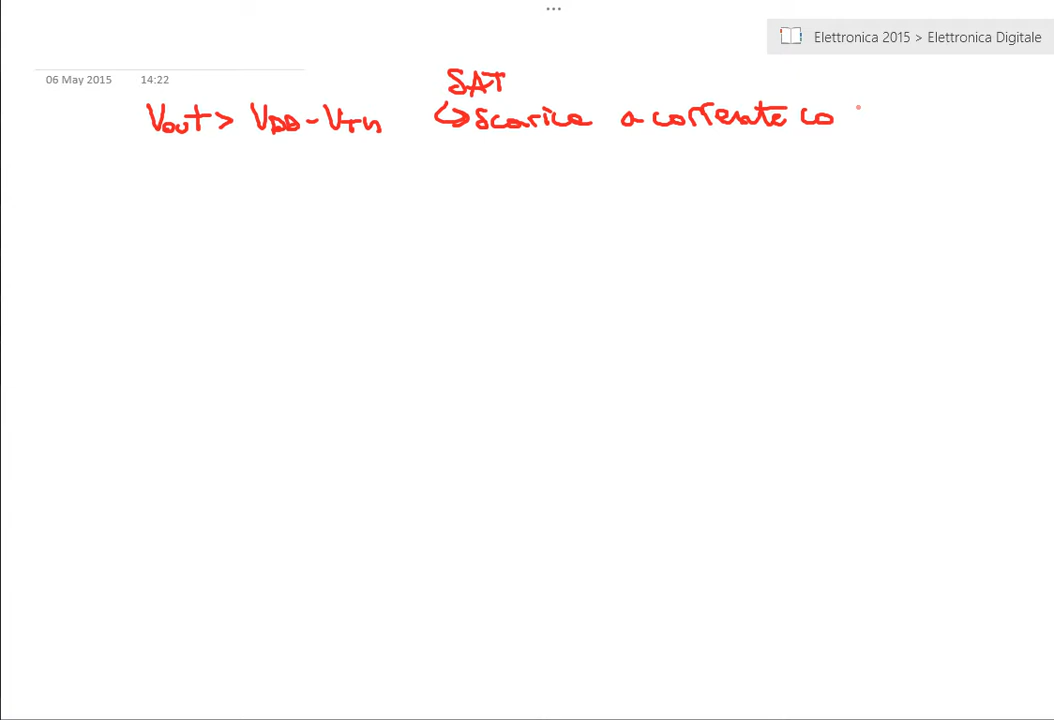 Elettronica 2015 > Elettronica Digitale
06 May 2015 14:22
SAT
Vout > VDD - VTn ↳ Scarica a corrente co